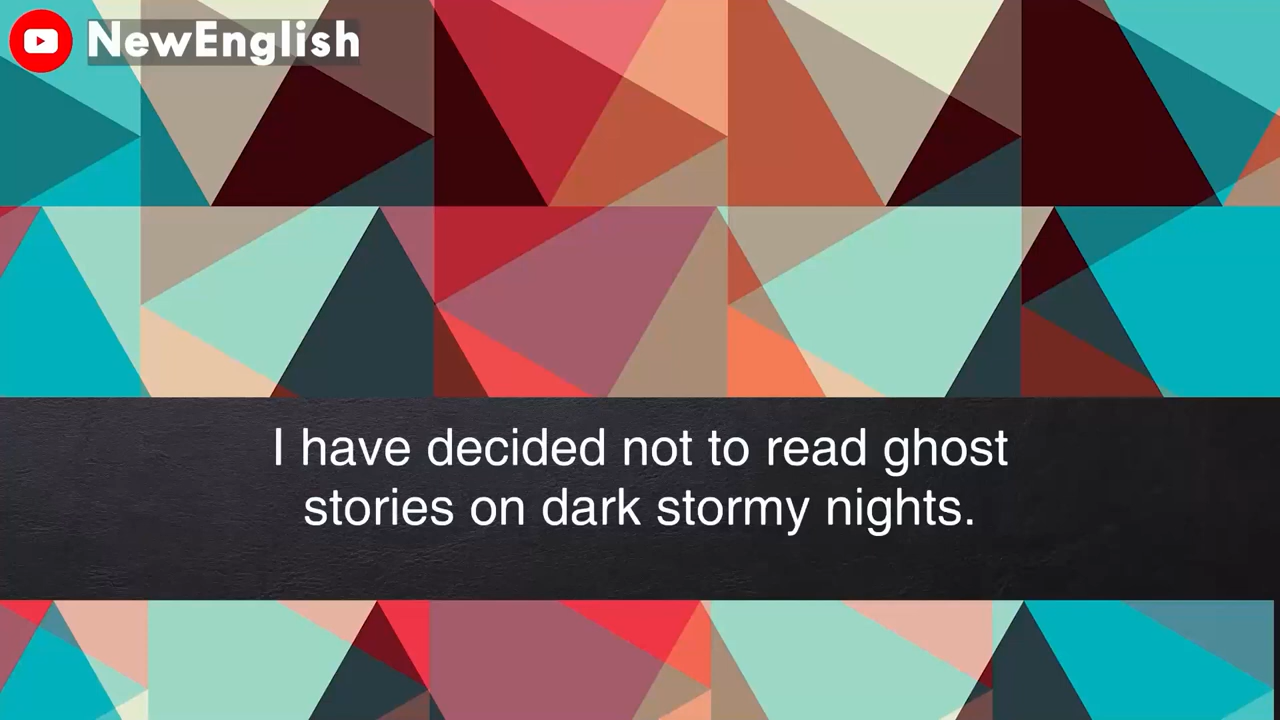 NewEnglish
I have decided not to read ghost
stories on dark stormy nights.